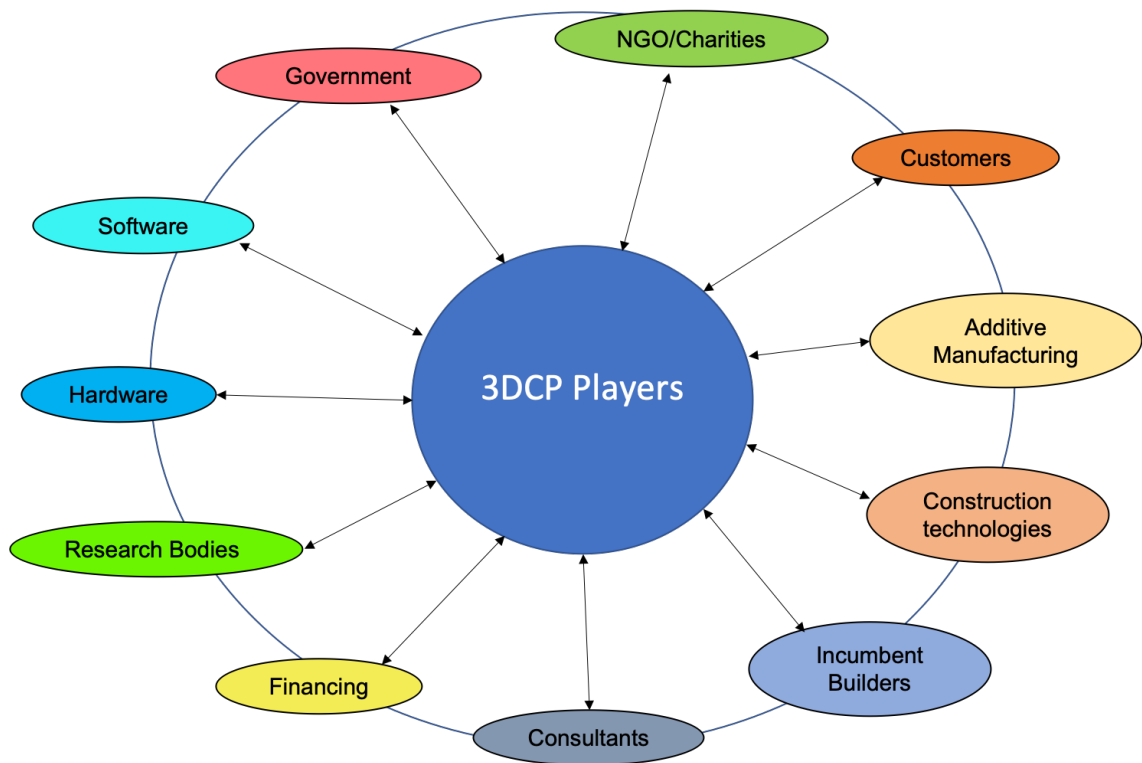 NGO/Charities
Government
Customers
Software
Additive
Manufacturing
3DCP Players
Hardware
Construction
technologies
Research Bodies
Incumbent
Builders
Financing
Consultants